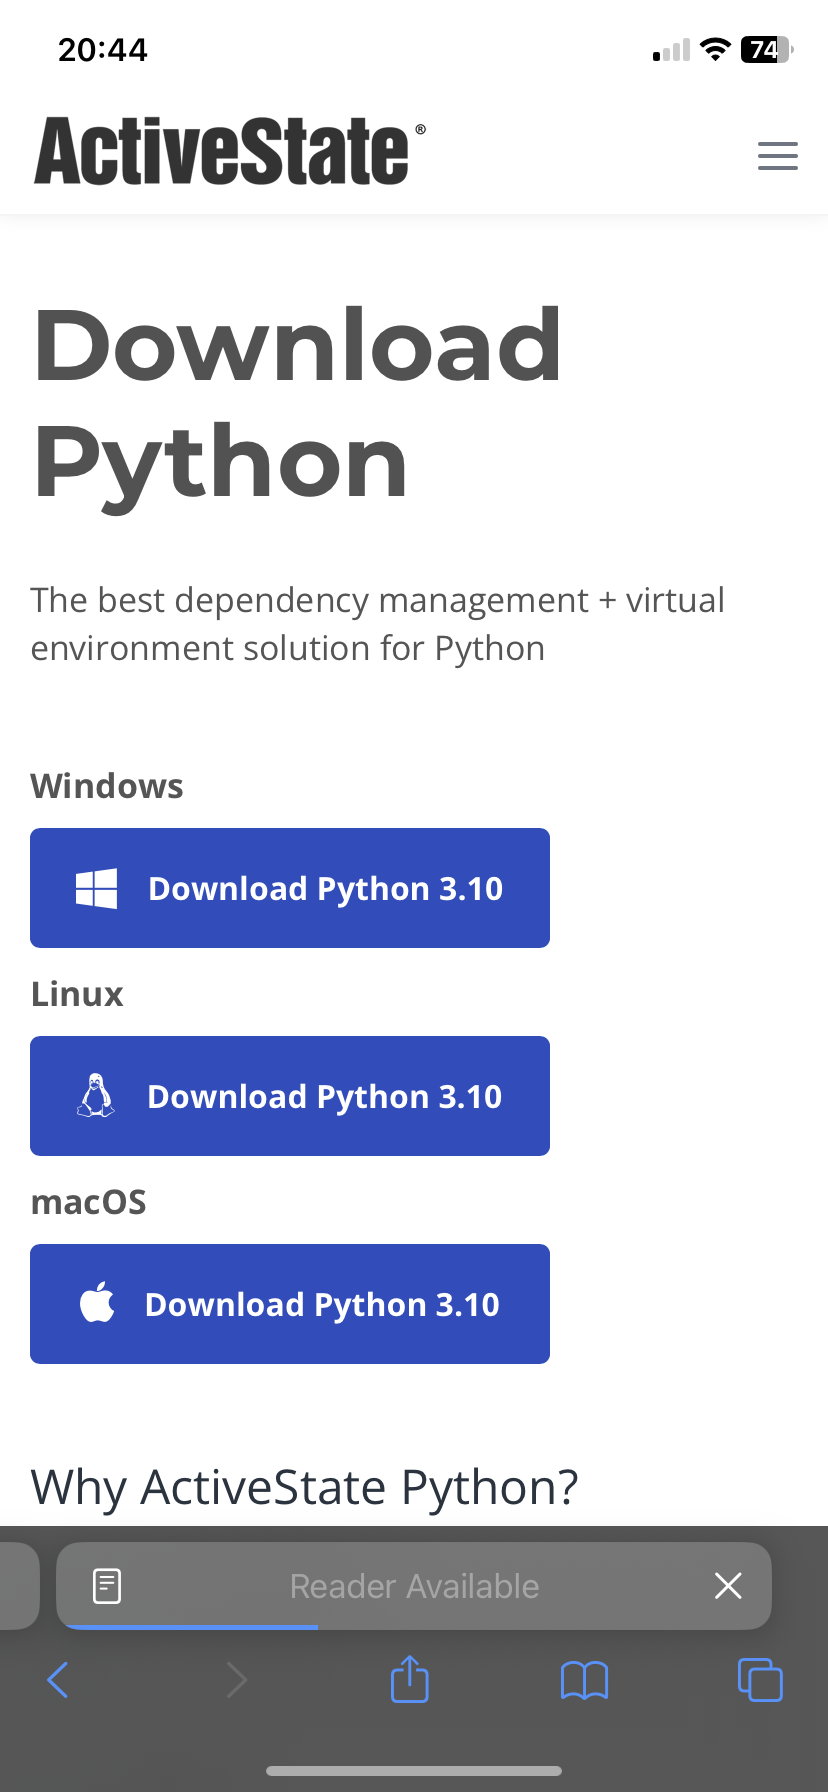 20:44
74
ActiveState®
Download
Python
The best dependency management + virtual
environment solution for Python
Windows
Download Python 3.10
Linux
Download Python 3.10
macOS
Download Python 3.10
Why ActiveState Python?
Reader Available